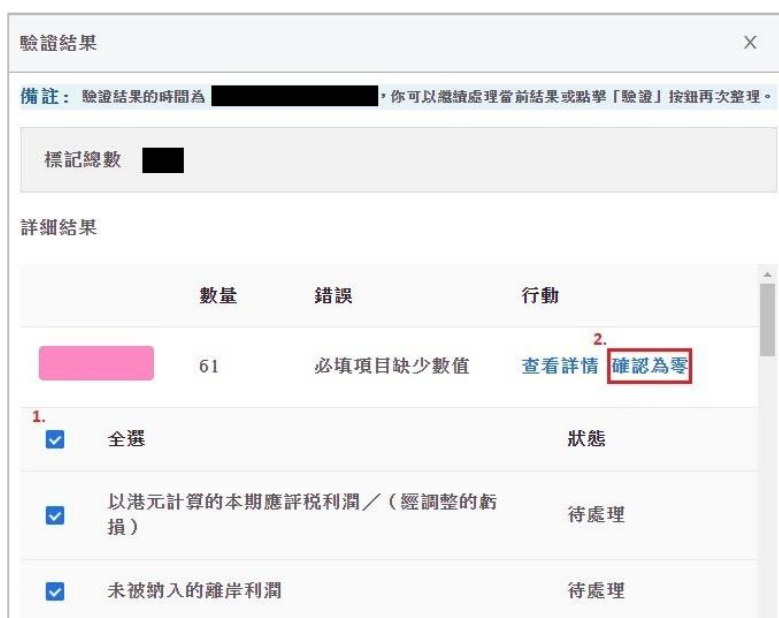 驗證結果
備註：驗證結果的時間為 ，你可以繼續處理當前結果或點擊「驗證」按鈕再次整理。
標記總數
詳細結果
數量 錯誤 行動
2.
61 必填項目缺少數值 查看詳情 確認為零
1.
全選 狀態
以港元計算的本期應評稅利潤／（經調整的虧
損） 待處理
未被納入的離岸利潤 待處理